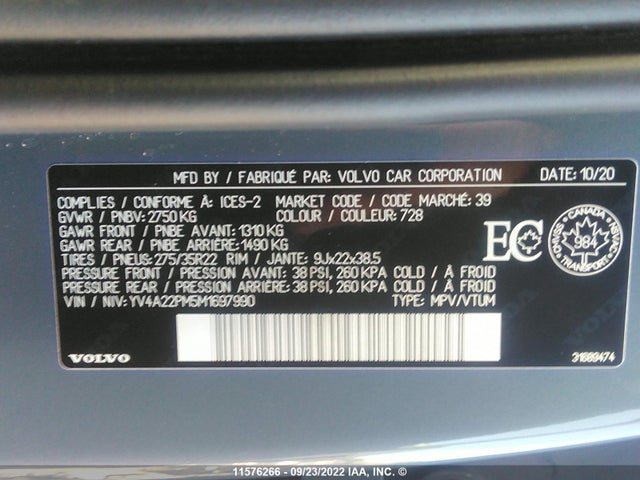 MFD BY / FABRIQUÉ PAR: VOLVO CAR CORPORATION DATE: 10/20
COMPLIES / CONFORME À: ICES-2 MARKET CODE / CODE MARCHÉ: 39
GVWR / PNBV: 2750 KG COLOUR / COULEUR: 728
GAWR FRONT / PNBE AVANT: 1310 KG
GAWR REAR / PNBE ARRIÈRE: 1490 KG
TIRES / PNEUS: 275/35R22 RIM / JANTE: 9Jx22x38.5
PRESSURE FRONT / PRESSION AVANT: 38 PSI, 260 KPA COLD / À FROID
PRESSURE REAR / PRESSION ARRIÈRE: 38 PSI, 260 KPA COLD / À FROID
VIN / NIV: YV4A22PM5M1697990 TYPE: MPV/VTUM
EC
CANADA
984
TRANSPORT
VOLVO
31689474
11576266 - 09/23/2022 IAA, INC. ©